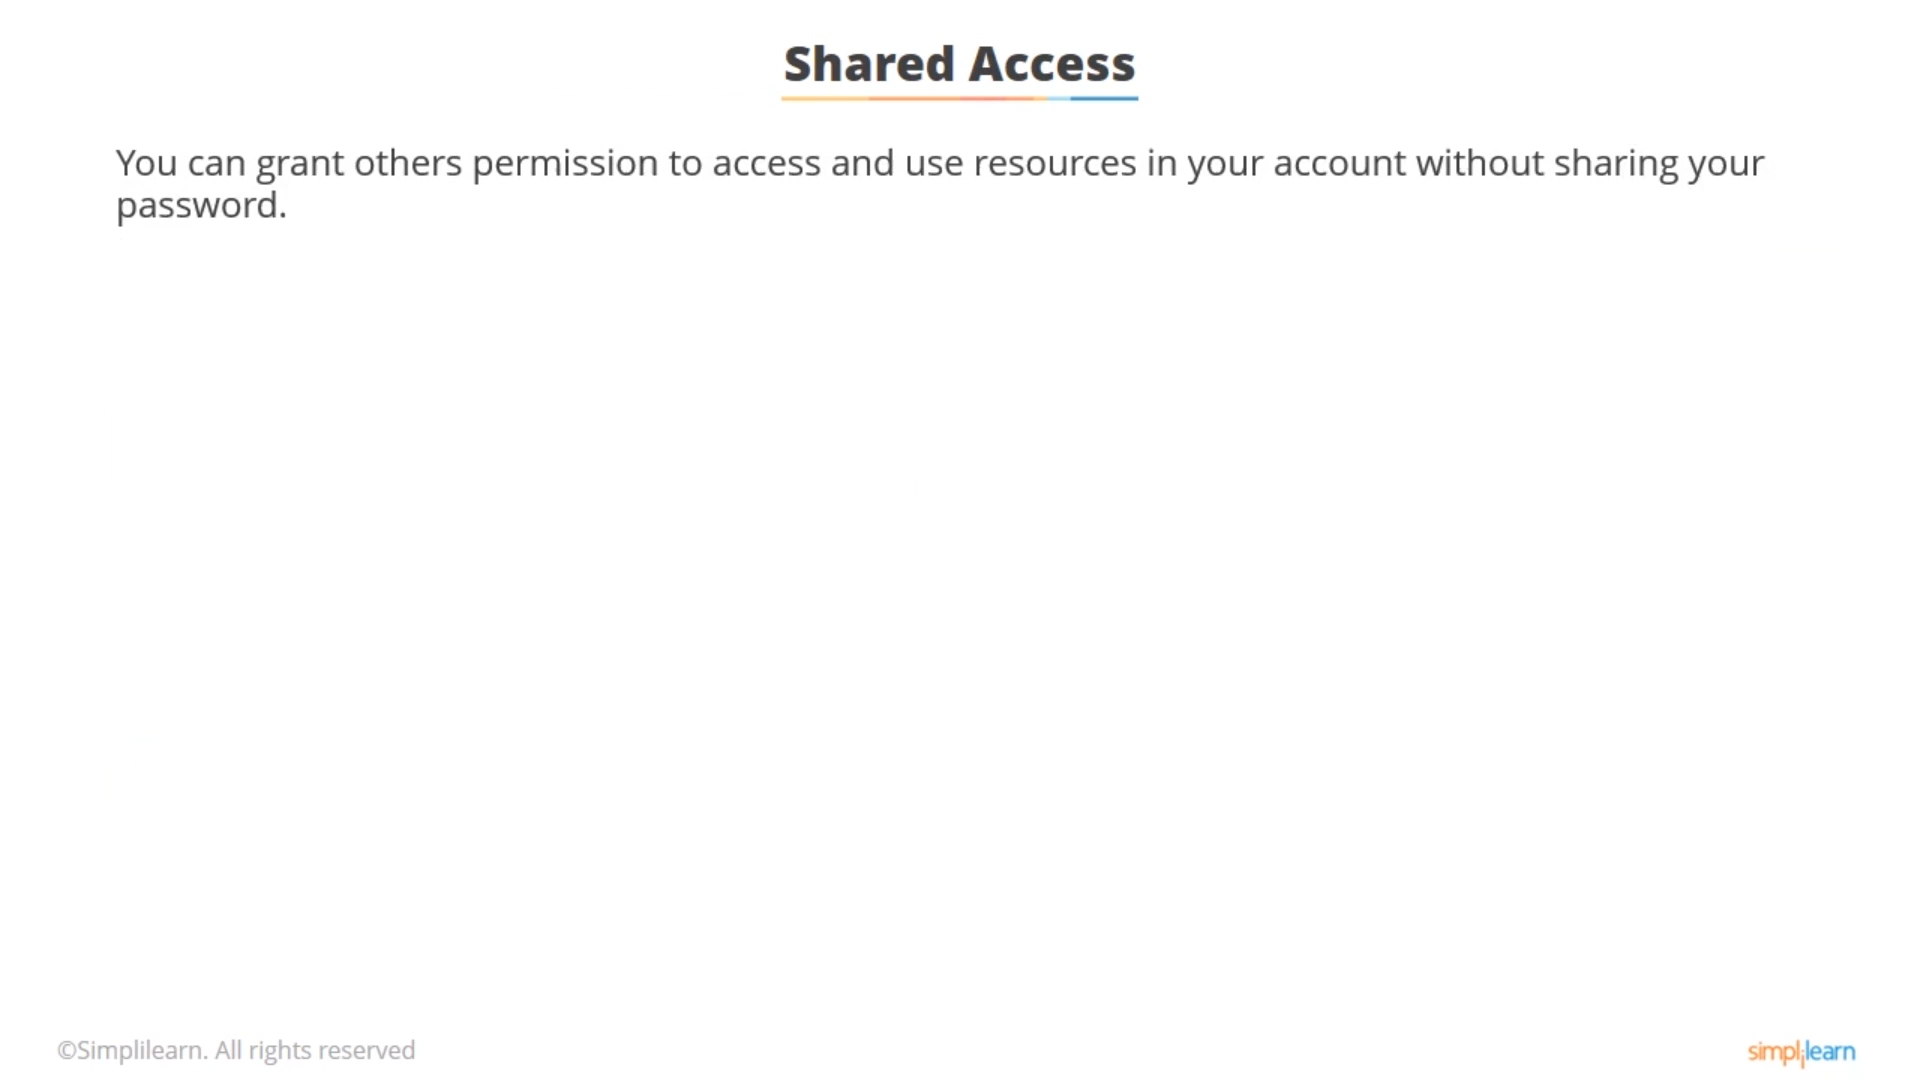 Shared Access
You can grant others permission to access and use resources in your account without sharing your
password.
©Simplilearn. All rights reserved
simplilearn